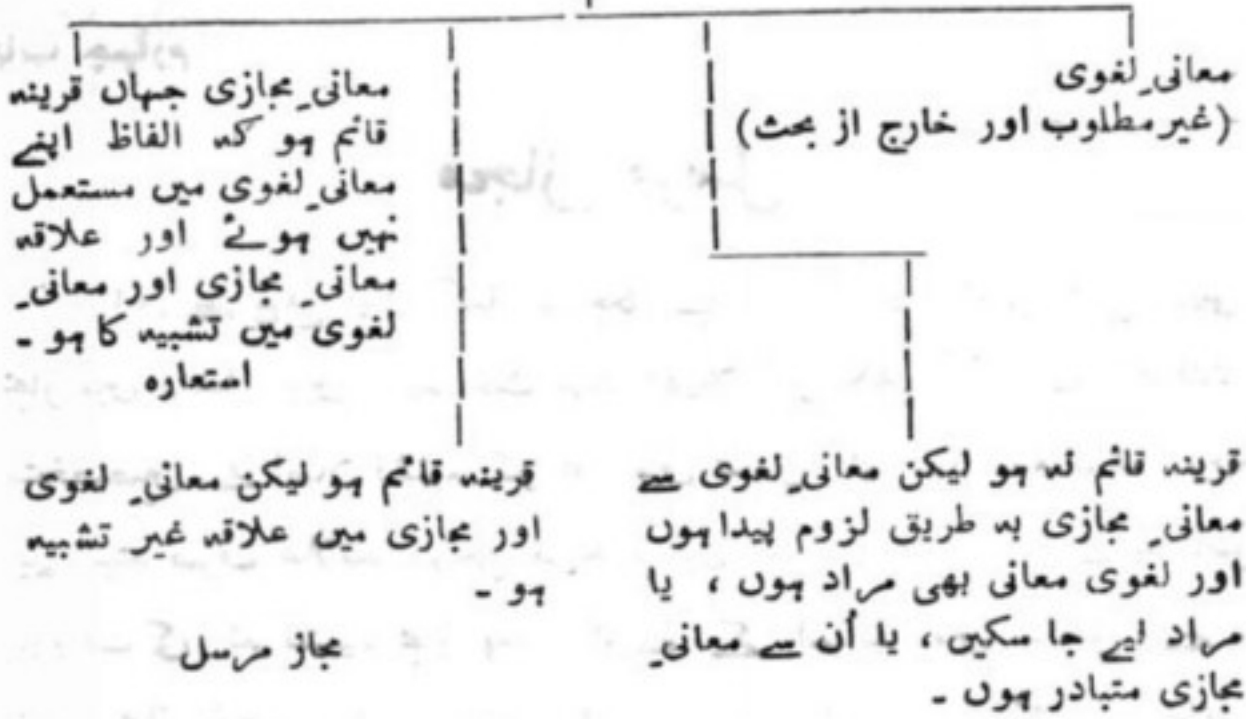 معانیِ لغوی
(غیر مطلوب اور خارج از بحث)
معانیِ مجازی جہاں قرینہ
قائم ہو کہ الفاظ اپنے
معانیِ لغوی میں مستعمل
نہیں ہوئے اور علاقہ
معانیِ مجازی اور معانیِ
لغوی میں تشبیہ کا ہو ۔
استعارہ
قرینہ قائم نہ ہو لیکن معانیِ لغوی سے
معانیِ مجازی بہ طریق لزوم پیدا ہوں
اور لغوی معانی بھی مراد ہوں ، یا
مراد لیے جا سکیں ، یا اُن سے معانیِ
مجازی متبادر ہوں ۔
قرینہ قائم ہو لیکن معانیِ لغوی
اور مجازی میں علاقہ غیر تشبیہ
ہو ۔
مجاز مرسل